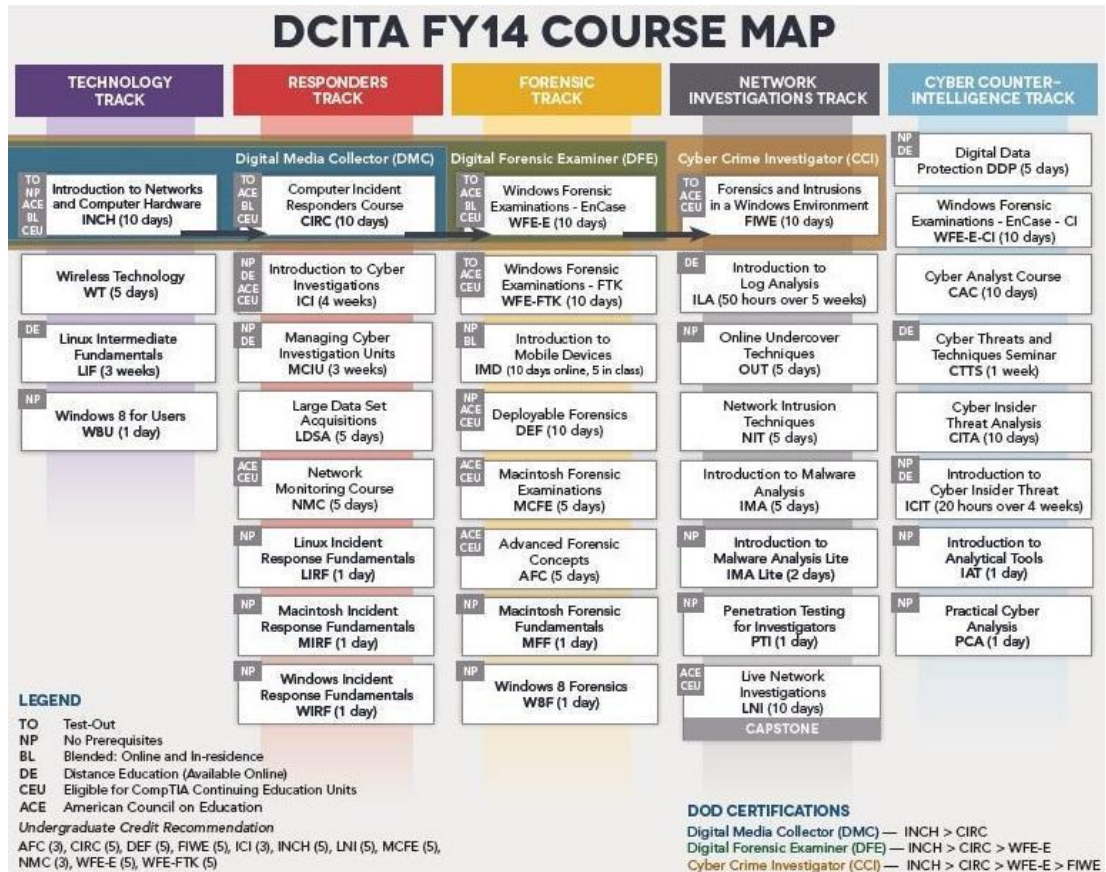 DCITA FY14 COURSE MAP
TECHNOLOGY
TRACK
RESPONDERS
TRACK
FORENSIC
TRACK
NETWORK
INVESTIGATIONS TRACK
CYBER COUNTER-
INTELLIGENCE TRACK
Digital Media Collector (DMC)
Digital Forensic Examiner (DFE)
Cyber Crime Investigator (CCI)
TO
NP
ACE
BL
CEU
Introduction to Networks
and Computer Hardware
INCH (10 days)
Wireless Technology
WT (5 days)
DE
Linux Intermediate
Fundamentals
LIF (3 weeks)
NP
Windows 8 for Users
W8U (1 day)
TO
ACE
BL
CEU
Computer Incident
Responders Course
CIRC (10 days)
NP
DE
ACE
CEU
Introduction to Cyber
Investigations
ICI (4 weeks)
NP
DE
Managing Cyber
Investigation Units
MCIU (3 weeks)
Large Data Set
Acquisitions
LDSA (5 days)
ACE
CEU
Network
Monitoring Course
NMC (5 days)
NP
Linux Incident
Response Fundamentals
LIRF (1 day)
NP
Macintosh Incident
Response Fundamentals
MIRF (1 day)
NP
Windows Incident
Response Fundamentals
WIRF (1 day)
TO
ACE
BL
CEU
Windows Forensic
Examinations - EnCase
WFE-E (10 days)
TO
ACE
CEU
Windows Forensic
Examinations - FTK
WFE-FTK (10 days)
NP
BL
Introduction to
Mobile Devices
IMD (10 days online, 5 in class)
NP
ACE
CEU
Deployable Forensics
DEF (10 days)
ACE
CEU
Macintosh Forensic
Examinations
MCFE (5 days)
ACE
CEU
Advanced Forensic
Concepts
AFC (5 days)
NP
Macintosh Forensic
Fundamentals
MFF (1 day)
NP
Windows 8 Forensics
W8F (1 day)
TO
ACE
CEU
Forensics and Intrusions
in a Windows Environment
FIWE (10 days)
DE
Introduction to
Log Analysis
ILA (50 hours over 5 weeks)
NP
Online Undercover
Techniques
OUT (5 days)
Network Intrusion
Techniques
NIT (5 days)
Introduction to Malware
Analysis
IMA (5 days)
NP
Introduction to
Malware Analysis Lite
IMA Lite (2 days)
NP
Penetration Testing
for Investigators
PTI (1 day)
ACE
CEU
Live Network
Investigations
LNI (10 days)
CAPSTONE
NP
DE
Digital Data
Protection DDP (5 days)
Windows Forensic
Examinations - EnCase - CI
WFE-E-CI (10 days)
Cyber Analyst Course
CAC (10 days)
DE
Cyber Threats and
Techniques Seminar
CTTS (1 week)
Cyber Insider
Threat Analysis
CITA (10 days)
NP
DE
Introduction to
Cyber Insider Threat
ICIT (20 hours over 4 weeks)
NP
Introduction to
Analytical Tools
IAT (1 day)
NP
Practical Cyber
Analysis
PCA (1 day)
LEGEND
TO Test-Out
NP No Prerequisites
BL Blended: Online and In-residence
DE Distance Education (Available Online)
CEU Eligible for CompTIA Continuing Education Units
ACE American Council on Education
Undergraduate Credit Recommendation
AFC (3), CIRC (5), DEF (5), FIWE (5), ICI (3), INCH (5), LNI (5), MCFE (5),
NMC (3), WFE-E (5), WFE-FTK (5)
DOD CERTIFICATIONS
Digital Media Collector (DMC) — INCH > CIRC
Digital Forensic Examiner (DFE) — INCH > CIRC > WFE-E
Cyber Crime Investigator (CCI) — INCH > CIRC > WFE-E > FIWE